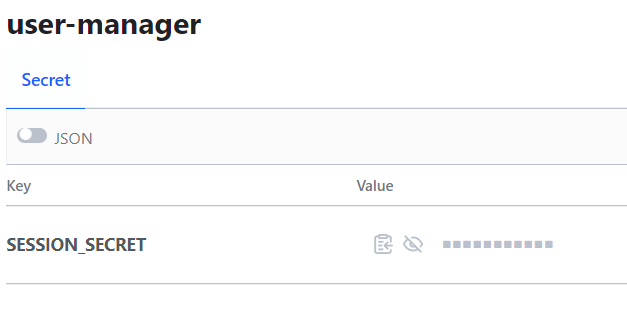 user-manager
Secret
JSON
Key Value
SESSION_SECRET